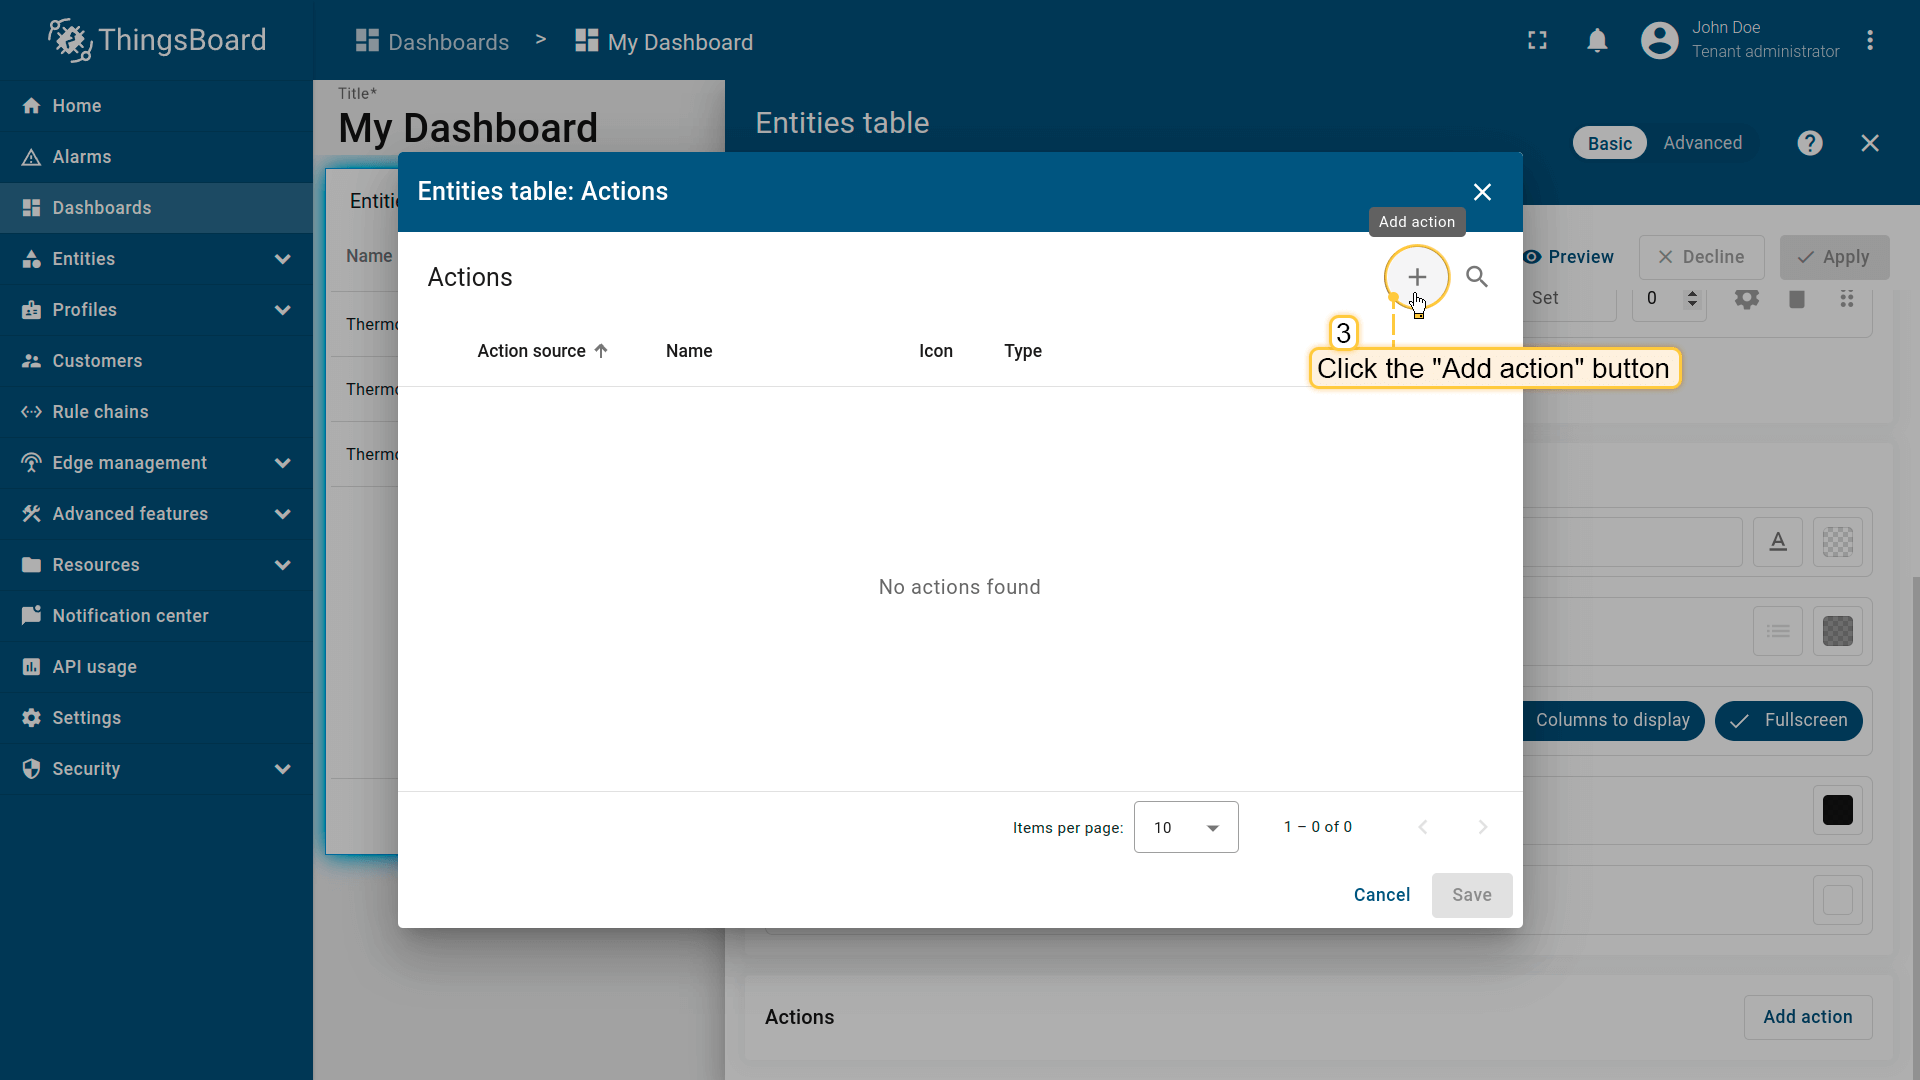 ThingsBoard
Dashboards > My Dashboard
John Doe
Tenant administrator
Home
Alarms
Dashboards
Entities
Profiles
Customers
Rule chains
Edge management
Advanced features
Resources
Notification center
API usage
Settings
Security
Title*
My Dashboard
Entities table
Basic Advanced
Preview Decline Apply
Entitie
Name
Thermo
Thermo
Thermo
Set 0
Entities table: Actions
Add action
Actions
3
Click the "Add action" button
Action source Name Icon Type
No actions found
Items per page: 10 1 – 0 of 0
Cancel Save
Columns to display Fullscreen
Actions Add action